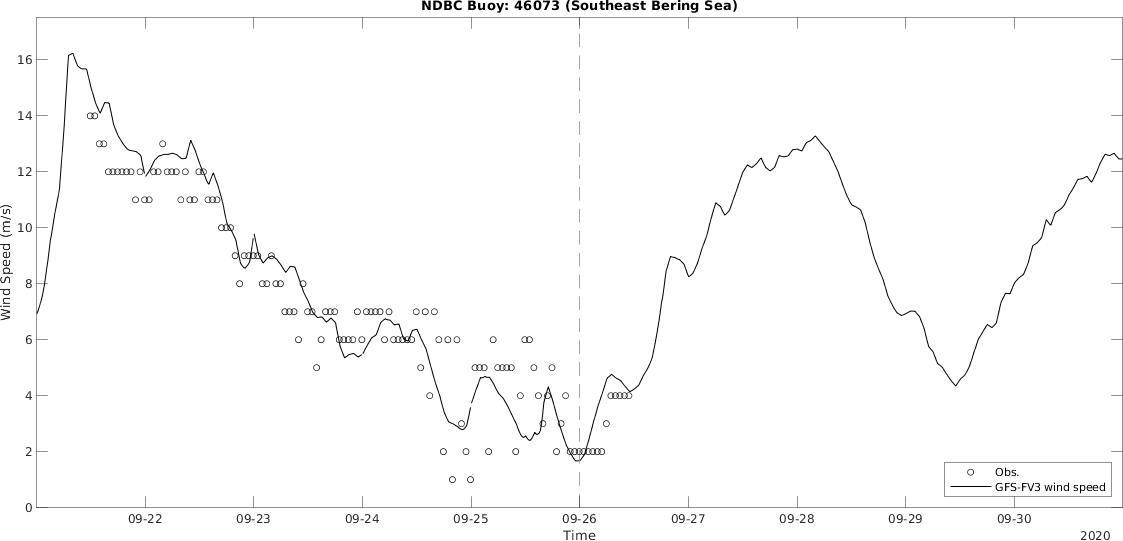 NDBC Buoy: 46073 (Southeast Bering Sea)
Wind Speed (m/s)
16
14
12
10
8
6
4
2
0
Obs.
GFS-FV3 wind speed
09-22 09-23 09-24 09-25 09-26 09-27 09-28 09-29 09-30
Time
2020